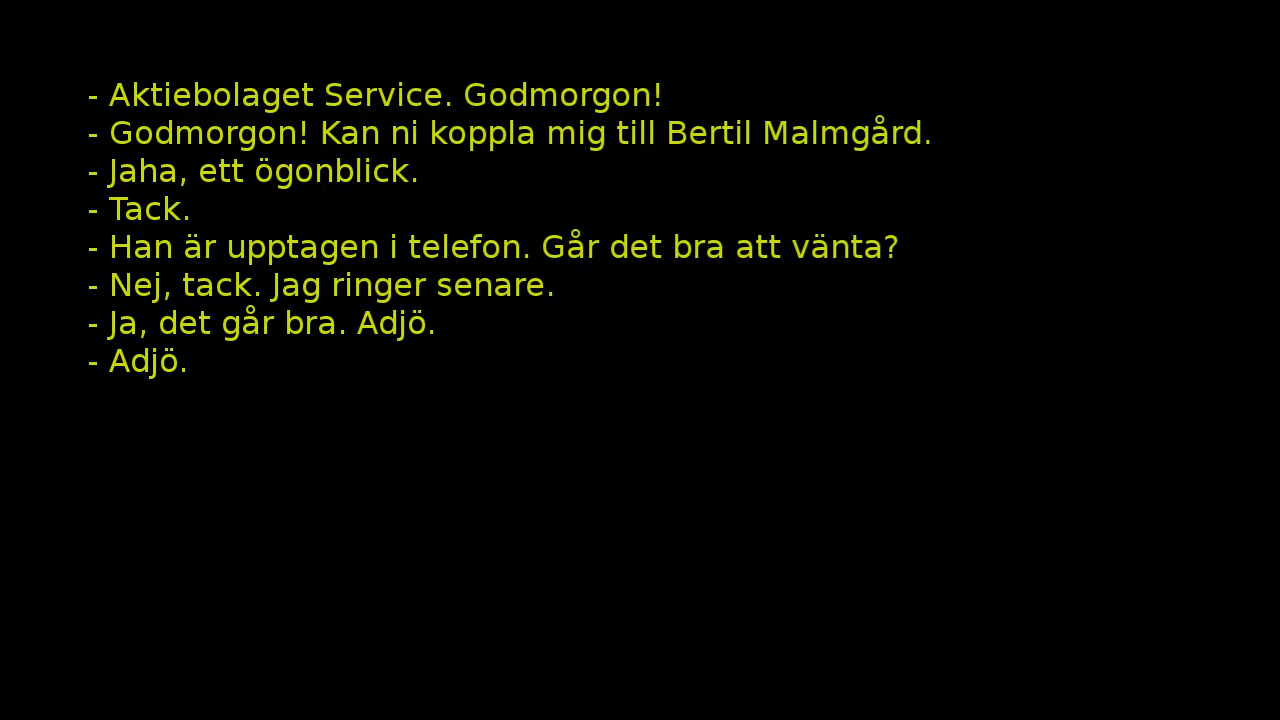 - Aktiebolaget Service. Godmorgon!
- Godmorgon! Kan ni koppla mig till Bertil Malmgård.
- Jaha, ett ögonblick.
- Tack.
- Han är upptagen i telefon. Går det bra att vänta?
- Nej, tack. Jag ringer senare.
- Ja, det går bra. Adjö.
- Adjö.